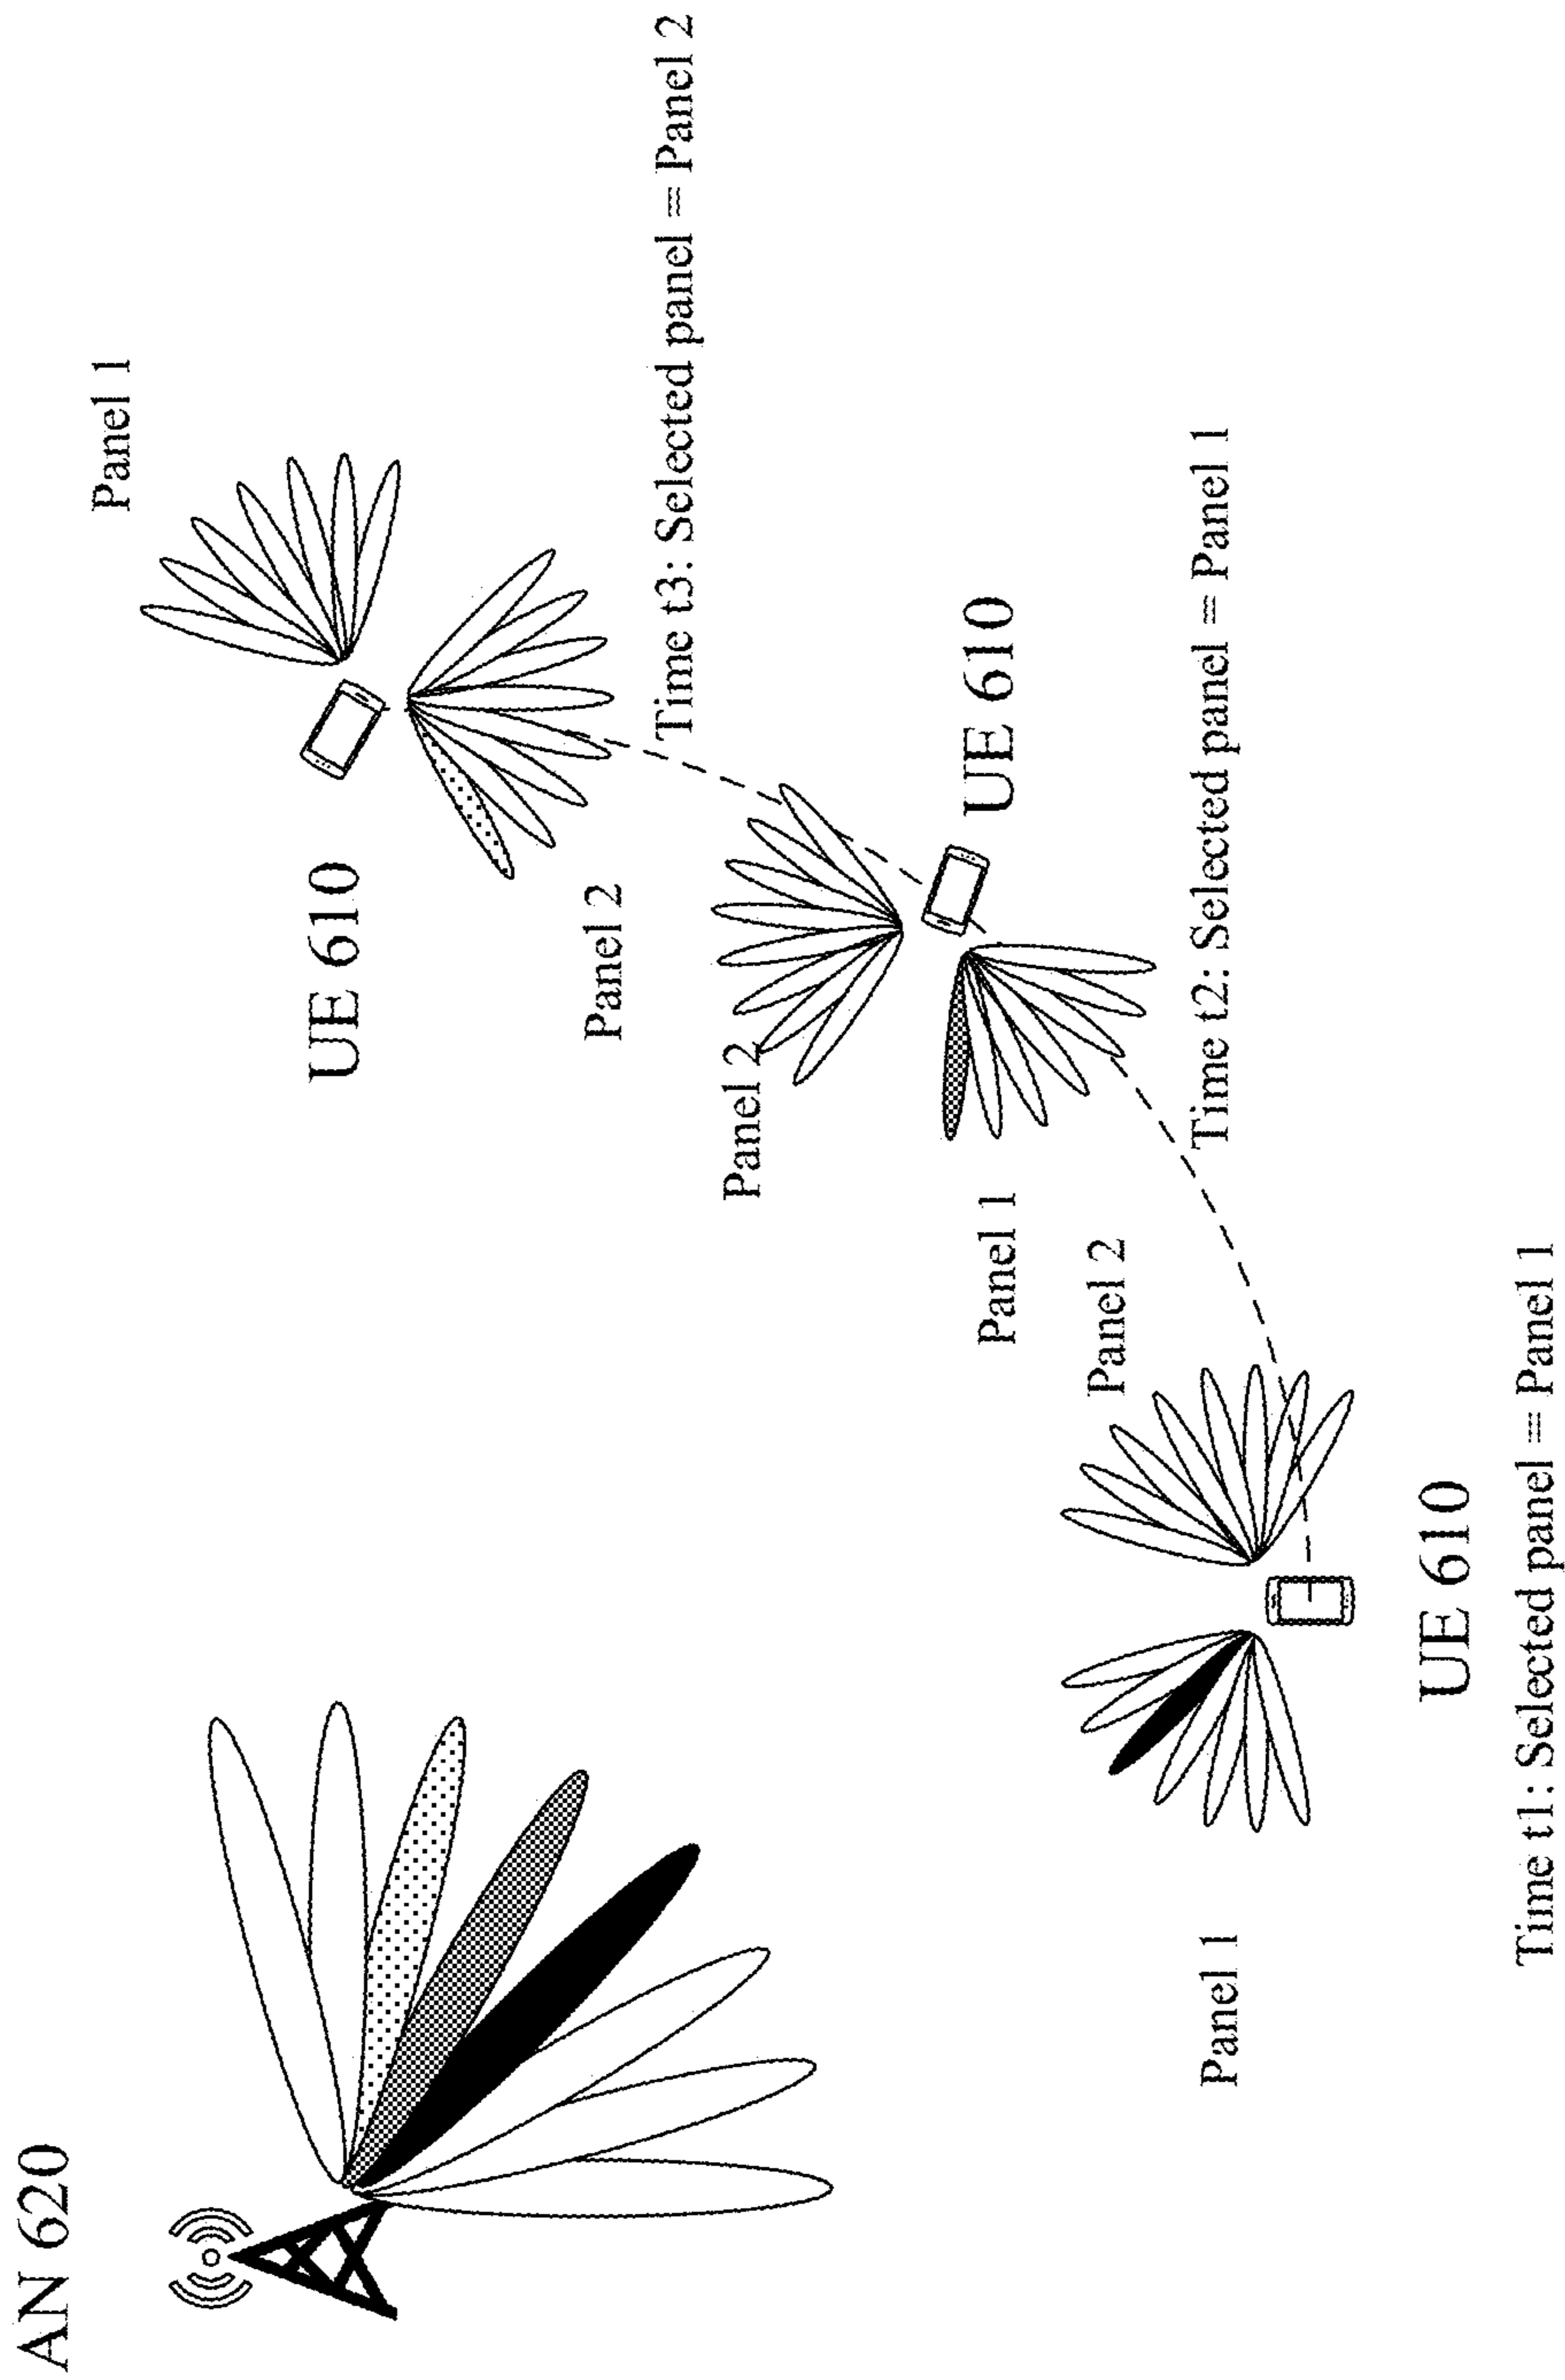 AN 620
Panel 1
UE 610
Panel 2
Time t3: Selected panel = Panel 2
Panel 2
UE 610
Panel 1
Time t2: Selected panel = Panel 1
Panel 2
Panel 1
UE 610
Time t1: Selected panel = Panel 1